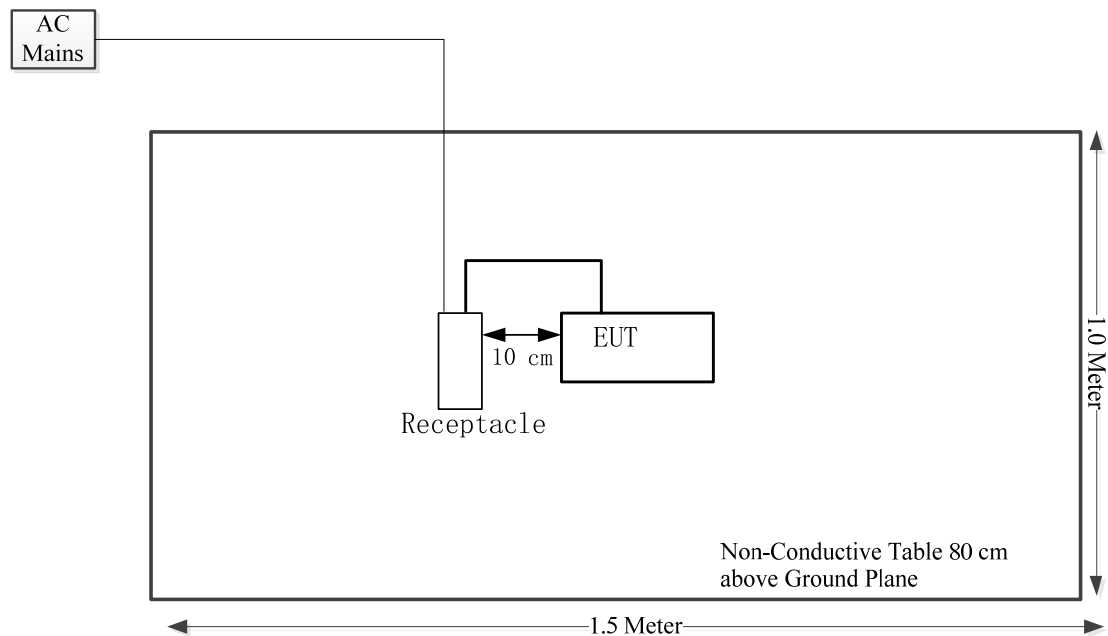 AC
Mains
EUT
10 cm
Receptacle
1.0 Meter
Non-Conductive Table 80 cm
above Ground Plane
1.5 Meter